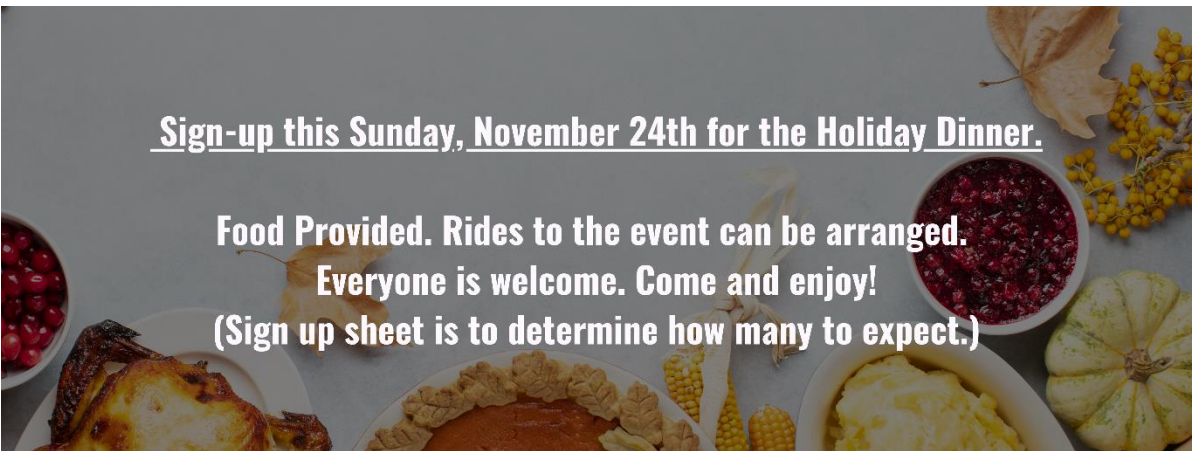 Sign-up this Sunday, November 24th for the Holiday Dinner.
Food Provided. Rides to the event can be arranged.
Everyone is welcome. Come and enjoy!
(Sign up sheet is to determine how many to expect.)